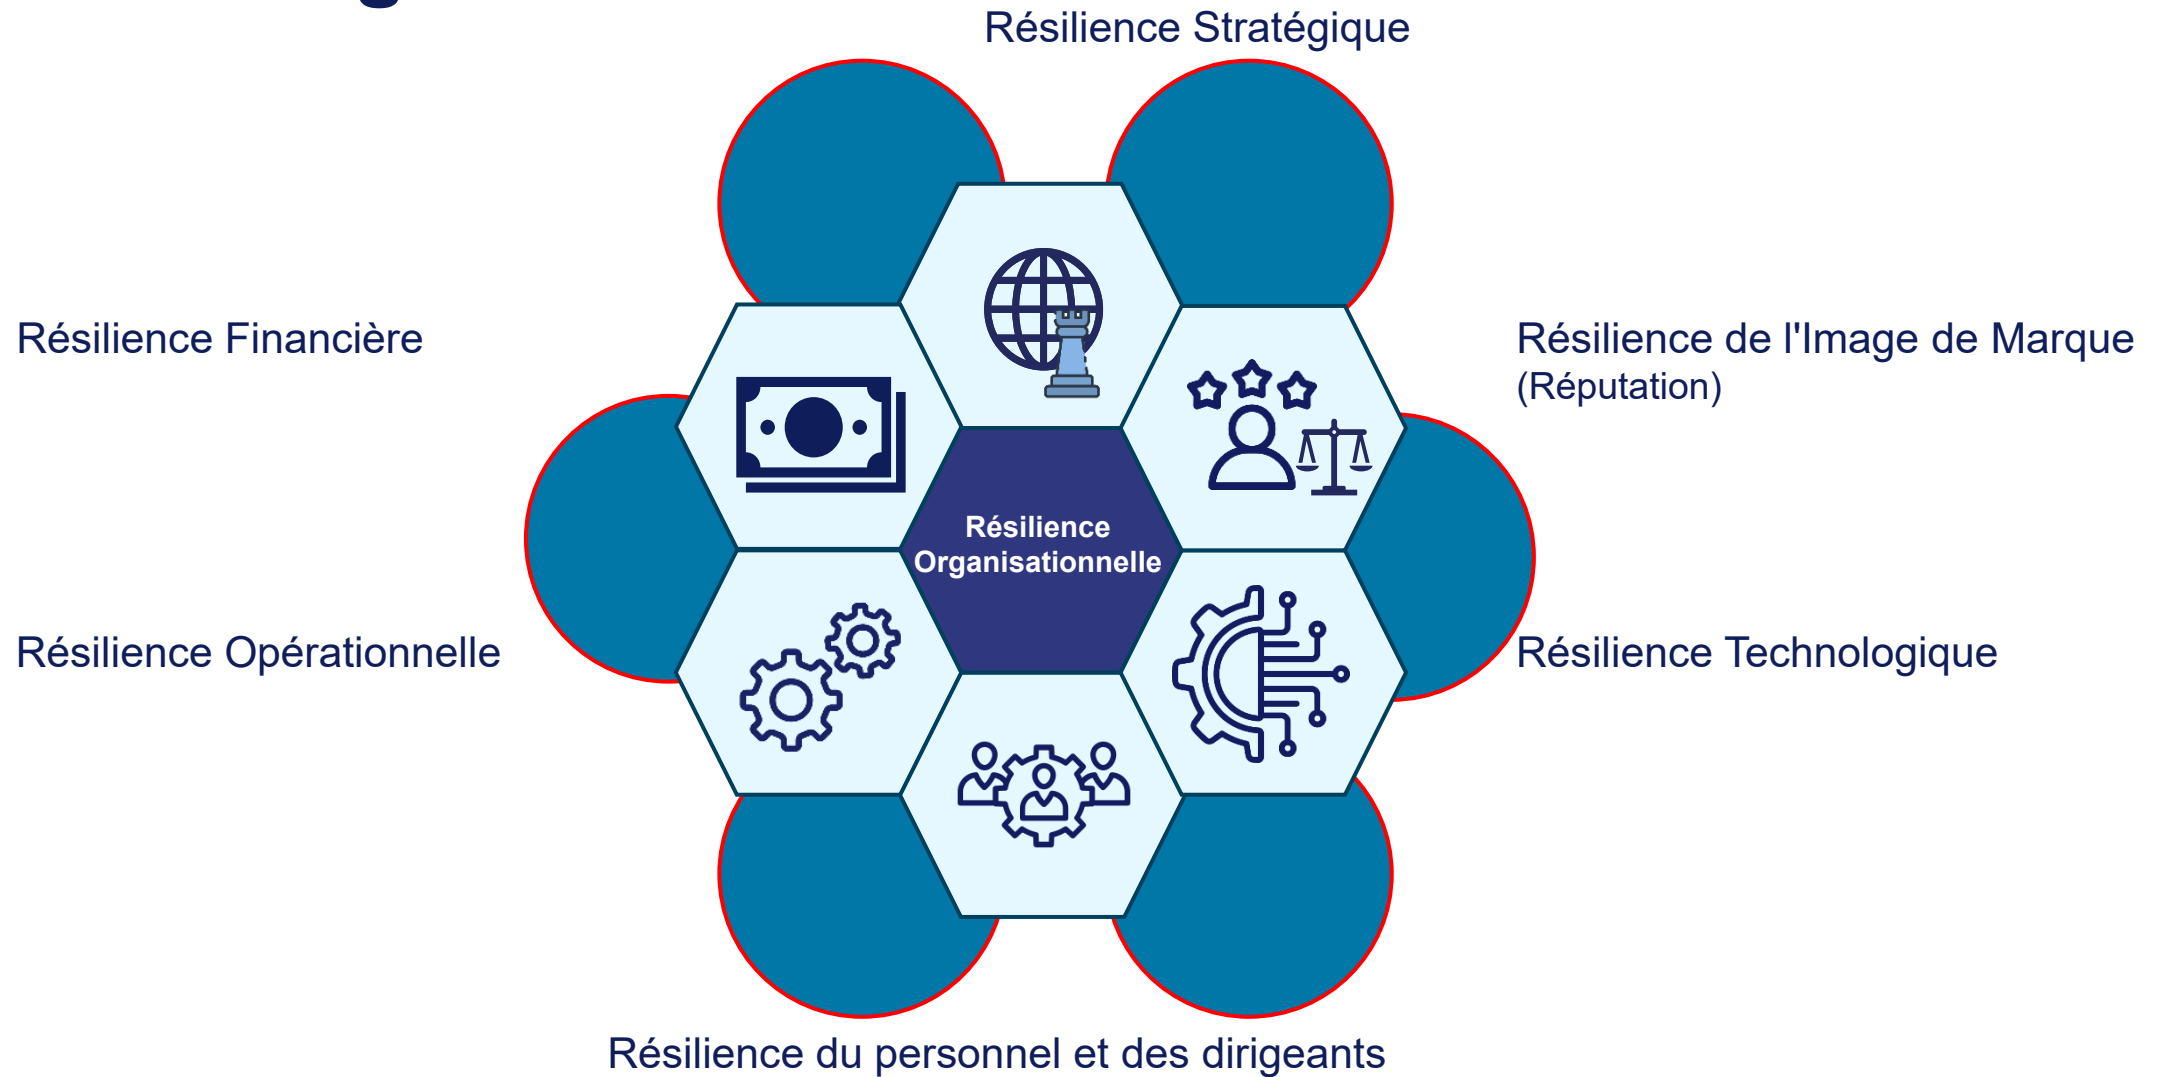 Résilience Stratégique
Résilience Financière
Résilience de l'Image de Marque
(Réputation)
Résilience
Organisationnelle
Résilience Opérationnelle
Résilience Technologique
Résilience du personnel et des dirigeants